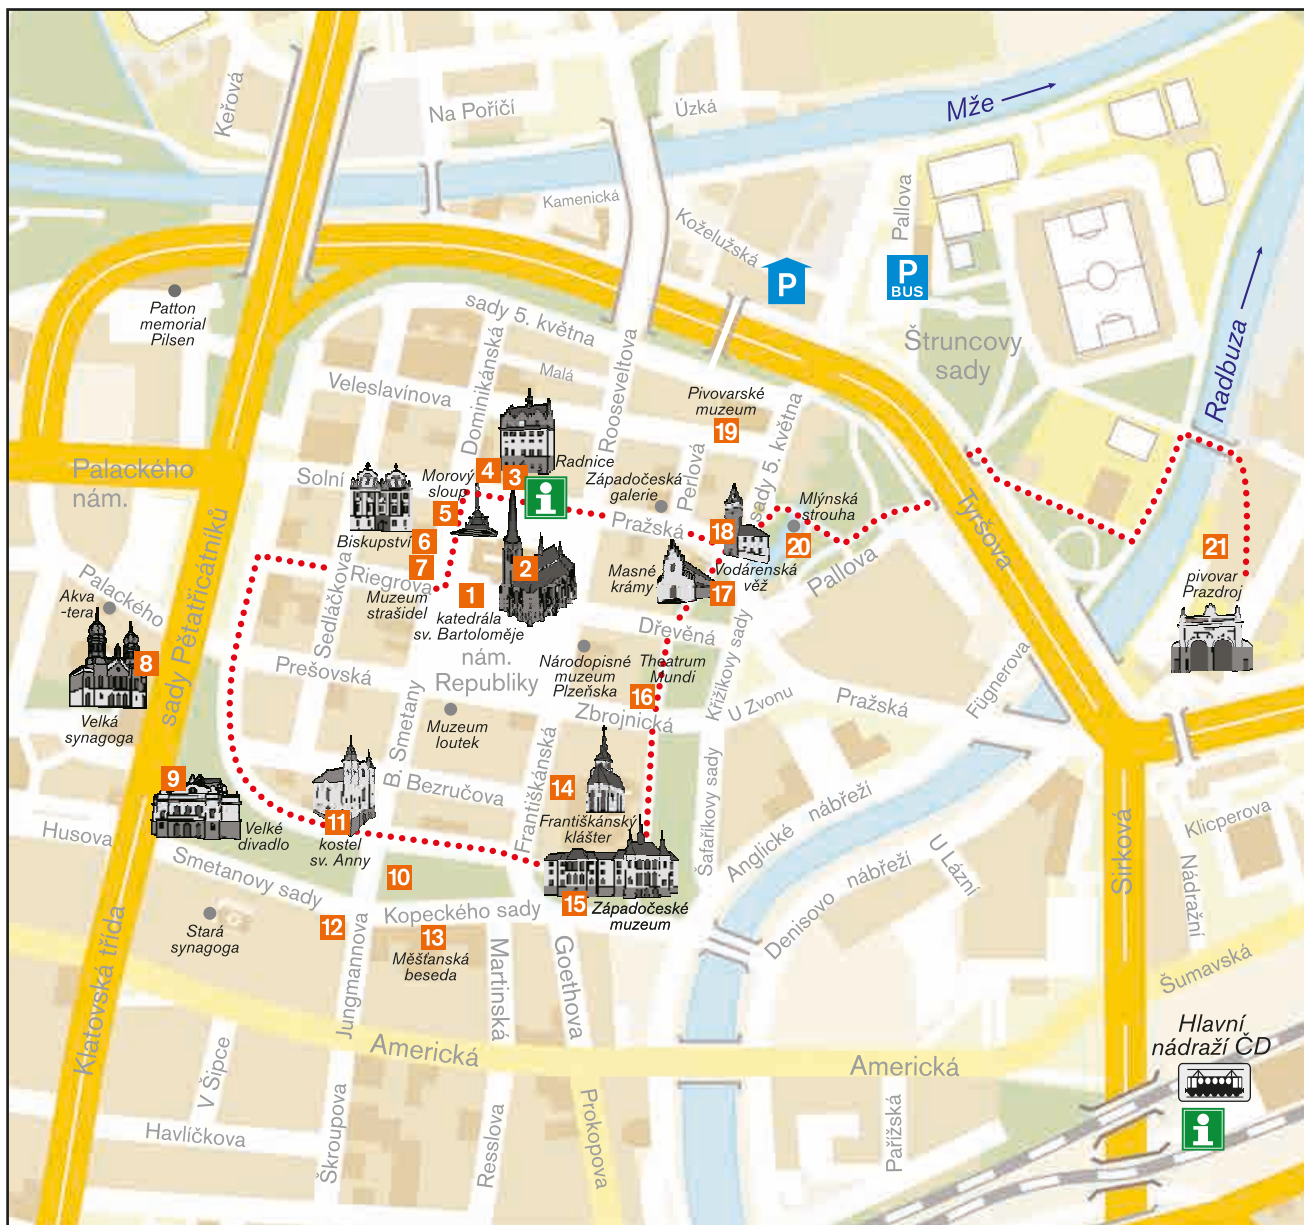 Keřová
Na Poříčí
Úzká
Mže
Kamenická
Koželužská
Pallova
P
P
BUS
Patton
memorial
Pilsen
sady 5. května
Štruncovy
sady
Radbuza
Veleslavínova
Dominikánská
Malá
Rooseveltova
Pivovarské
muzeum
19
sady 5. května
Perlová
Palackého
nám.
Solní
Morový
sloup
4
3
Radnice
i
Západočeská
galerie
Pražská
Mlýnská
strouha
Tyršova
5
Biskupství
6
7
18
20
Vodárenská
věž
Pallova
21
pivovar
Prazdroj
Palackého
Akva
-tera
Sedláčkova
Riegrova
Muzeum
strašidel
1
2
katedrála
sv. Bartoloměje
Masné
krámy
17
Dřevěná
8
Velká
synagoga
sady Pětatřicátníků
Prešovská
nám.
Republiky
Národopisné
muzeum
Plzeňska
Theatrum
Mundi
16
Křižíkovy sady
U Zvonu
Pražská
Fügnerova
Zbrojnická
B. Smetany
Muzeum
loutek
Františkánská
9
Velké
divadlo
11
kostel
sv. Anny
Bezručova
14
Františkánský
klášter
Šafaříkovy sady
Anglické nábřeží
Denisovo nábřeží
U Lázní
Sirková
Klicperova
Nádražní
Husova
Smetanovy sady
10
Kopeckého sady
15
Západočeské
muzeum
Stará
synagoga
12
13
Měšťanská
beseda
Jungmannova
Martinská
Goethova
Klatovská třída
Šumavská
Hlavní
nádraží ČD
i
Americká
Americká
V Šipce
Havlíčkova
Škroupova
Resslova
Prokopova
Pařížská